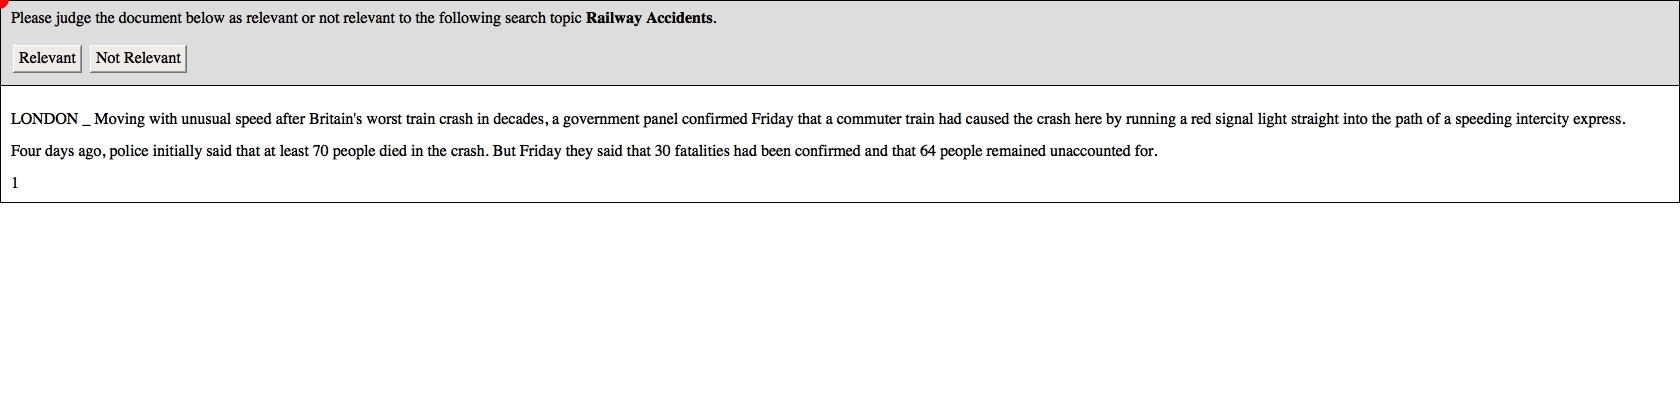 Please judge the document below as relevant or not relevant to the following search topic Railway Accidents.
Relevant Not Relevant
LONDON _ Moving with unusual speed after Britain's worst train crash in decades, a government panel confirmed Friday that a commuter train had caused the crash here by running a red signal light straight into the path of a speeding intercity express.
Four days ago, police initially said that at least 70 people died in the crash. But Friday they said that 30 fatalities had been confirmed and that 64 people remained unaccounted for.
1